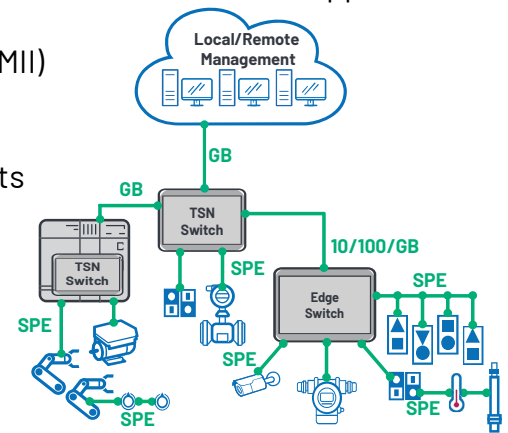 MII)
ts
Local/Remote
Management
GB
GB
TSN
Switch
10/100/GB
TSN
Switch
SPE
SPE
Edge
Switch
SPE
SPE
SPE
SPE
SPE